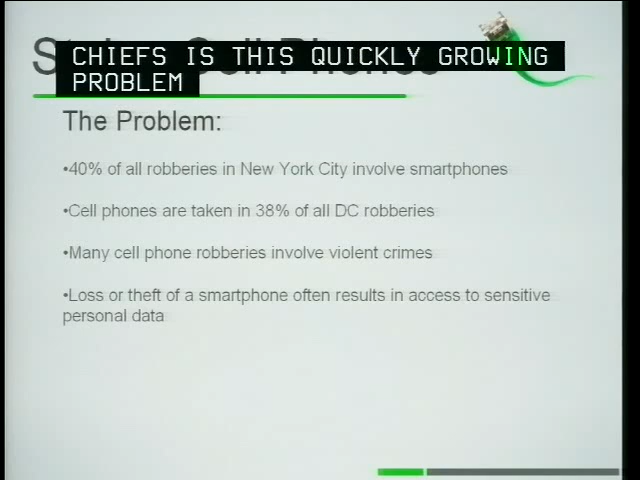 CHIEFS IS THIS QUICKLY GROWING
PROBLEM
The Problem:
•40% of all robberies in New York City involve smartphones
•Cell phones are taken in 38% of all DC robberies
•Many cell phone robberies involve violent crimes
•Loss or theft of a smartphone often results in access to sensitive
personal data